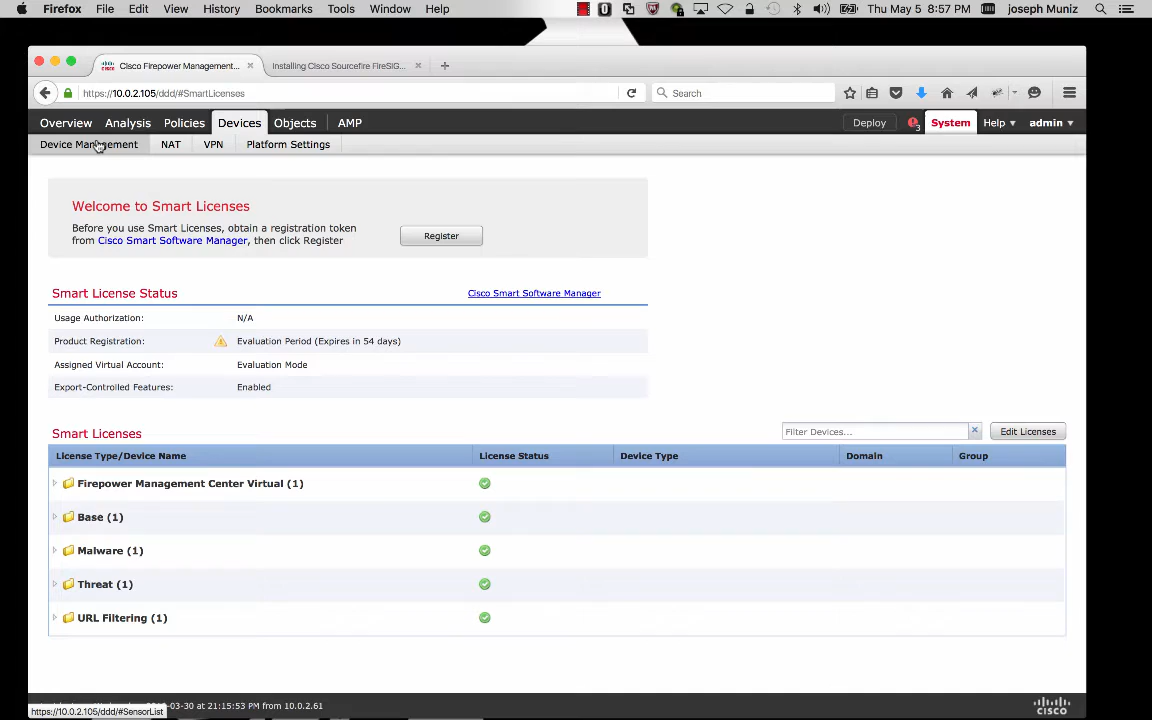 Firefox File Edit View History Bookmarks Tools Window Help Thu May 5 8:57 PM joseph Muniz
Cisco Firepower Management... Installing Cisco Sourcefire FireSIG...
https://10.0.2.105/ddd/#SmartLicenses Search
Overview Analysis Policies Devices Objects AMP Deploy 3 System Help admin
Device Management NAT VPN Platform Settings
Welcome to Smart Licenses
Before you use Smart Licenses, obtain a registration token
from Cisco Smart Software Manager, then click Register
Register
Smart License Status Cisco Smart Software Manager
Usage Authorization: N/A
Product Registration: Evaluation Period (Expires in 54 days)
Assigned Virtual Account: Evaluation Mode
Export-Controlled Features: Enabled
Smart Licenses Filter Devices... Edit Licenses
License Type/Device Name License Status Device Type Domain Group
Firepower Management Center Virtual (1)
Base (1)
Malware (1)
Threat (1)
URL Filtering (1)
-03-30 at 21:15:53 PM from 10.0.2.61
https://10.0.2.105/ddd/#SensorList
CISCO